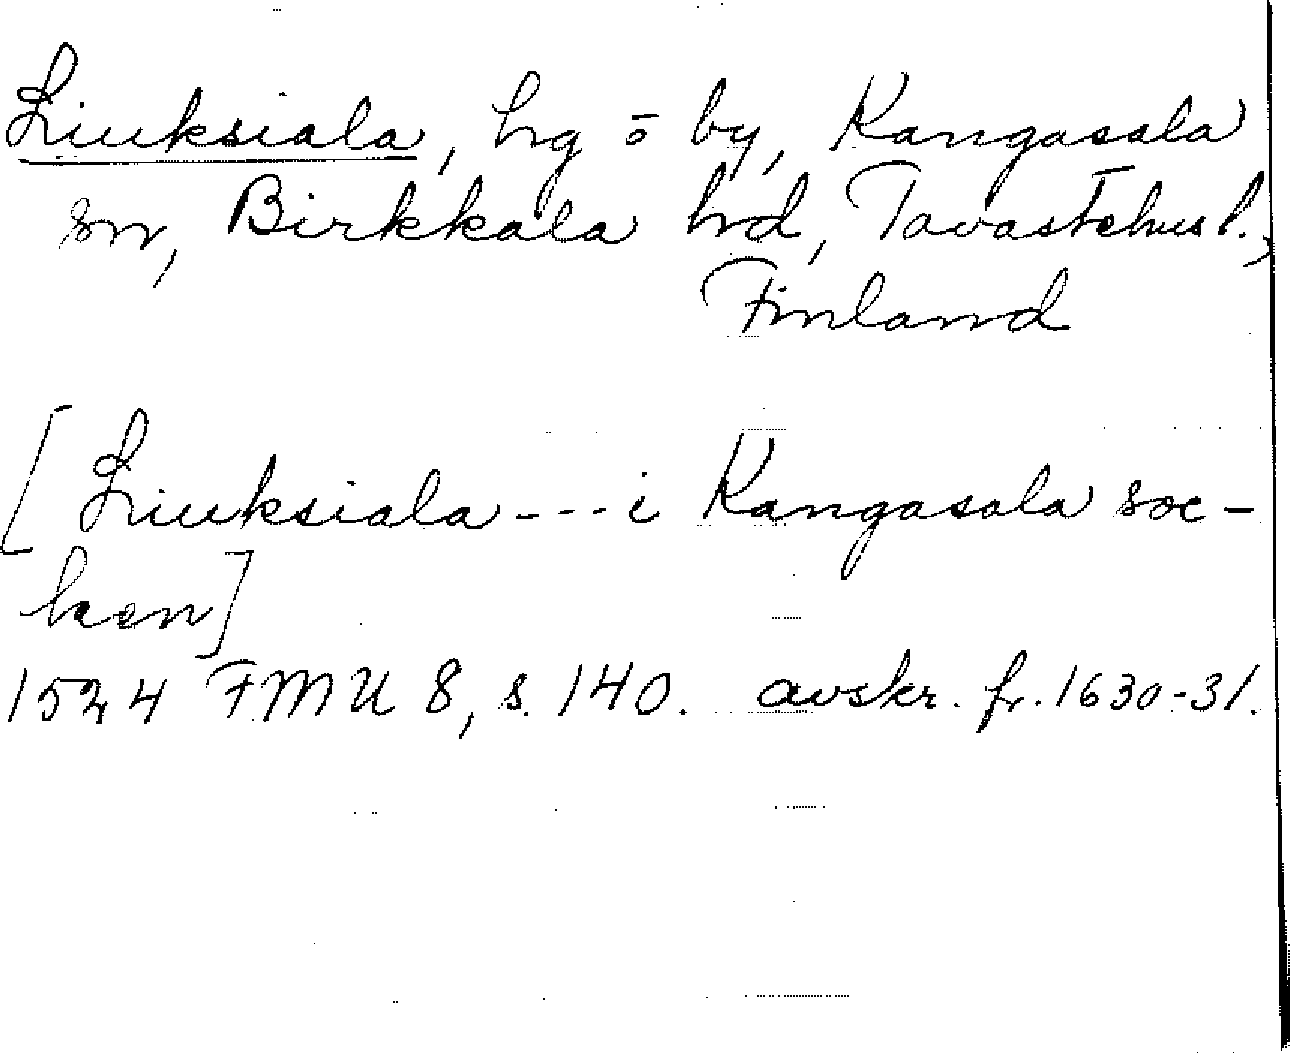 Liuksiala, hg o by, Kangasala
sn, Birkkala hd, Tavastehus l.,
Finland
[Liuksiala --- i Kangasala soc-
ken]
1524 FMU 8, s. 140. avskr. fr. 1630-31.